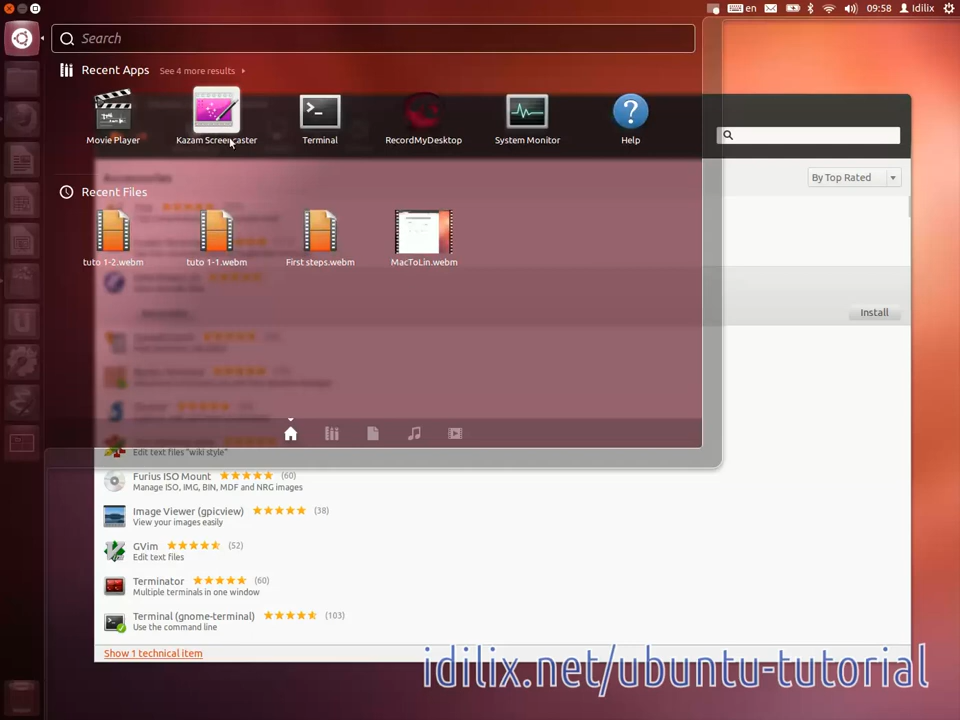 en 09:58 Idilix
Search
Recent Apps See 4 more results
Movie Player Kazam Screencaster Terminal RecordMyDesktop System Monitor Help
By Top Rated
Recent Files
tuto 1-2.webm tuto 1-1.webm First steps.webm MacToLin.webm
Install
Edit text files "wiki style"
Furius ISO Mount (60)
Manage ISO, IMG, BIN, MDF and NRG images
Image Viewer (gpicview) (38)
View your images easily
GVim (52)
Edit text files
Terminator (60)
Multiple terminals in one window
Terminal (gnome-terminal) (103)
Use the command line
Show 1 technical item
idilix.net/ubuntu-tutorial